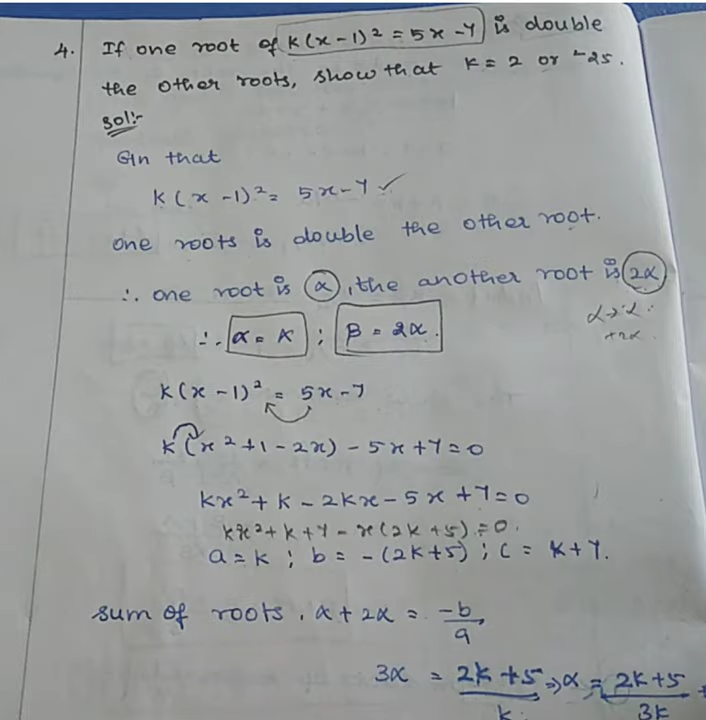 4. If one root of k(x-1)² = 5x-7 is double
the other roots, show that k = 2 or -25.
Sol:-
Gn that
k(x-1)² = 5x-7 ✓
one roots is double the other root.
∴ one root is α, the another root is 2α
∴ α = α ; β = 2α.
k(x-1)² = 5x-7
k(x²+1-2x) - 5x+7=0
kx²+k-2kx-5x+7=0
kx²+k+7-x(2k+5)=0.
a=k ; b = -(2k+5) ; c = k+7.
sum of roots. α+2α = -b/a
3α = 2k+5/k. ⇒ α = 2k+5/3k